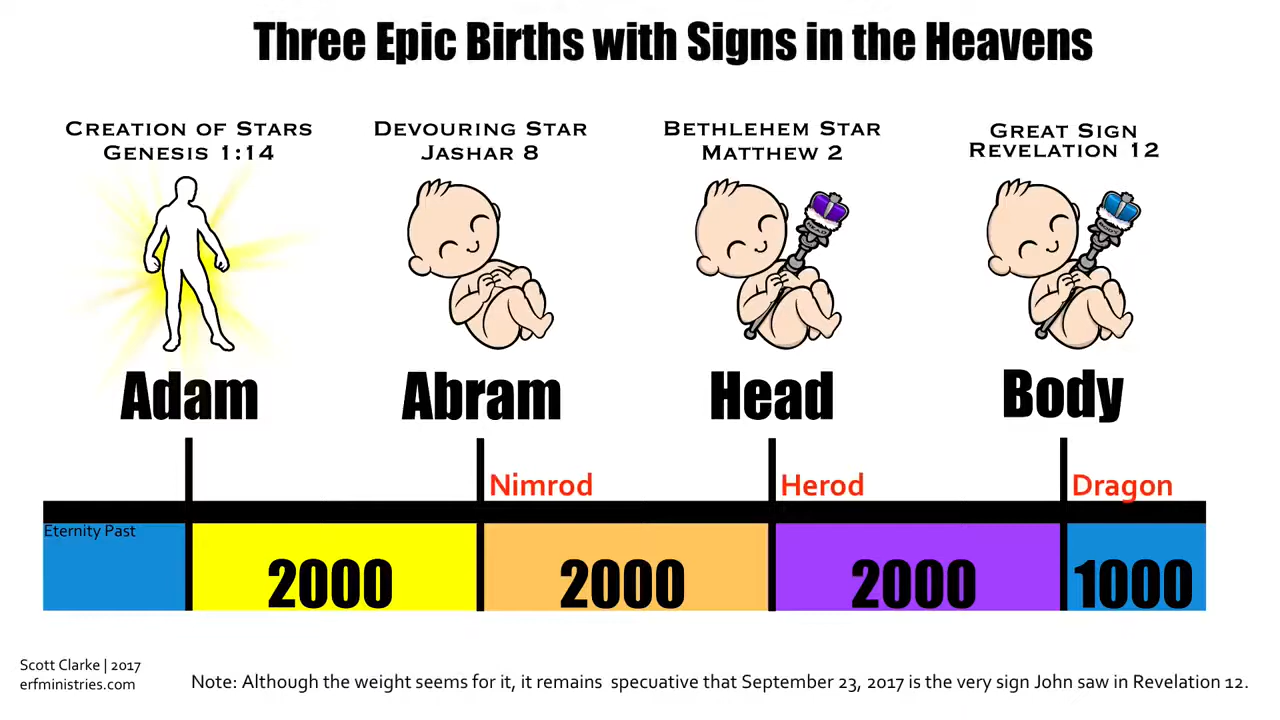 Three Epic Births with Signs in the Heavens
Creation of Stars
Genesis 1:14
Devouring Star
Jashar 8
Bethlehem Star
Matthew 2
Great Sign
Revelation 12
HEAD
BODY
Adam
Abram
Head
Body
Nimrod
Herod
Dragon
Eternity Past
2000
2000
2000
1000
Scott Clarke | 2017
erfministries.com
Note: Although the weight seems for it, it remains specuative that September 23, 2017 is the very sign John saw in Revelation 12.